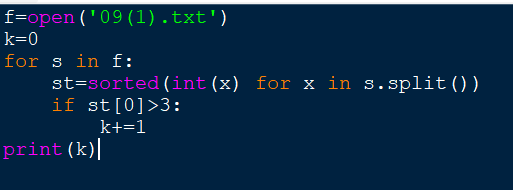 f=open('09(1).txt')
k=0
for s in f:
    st=sorted(int(x) for x in s.split())
    if st[0]>3:
        k+=1
print(k)